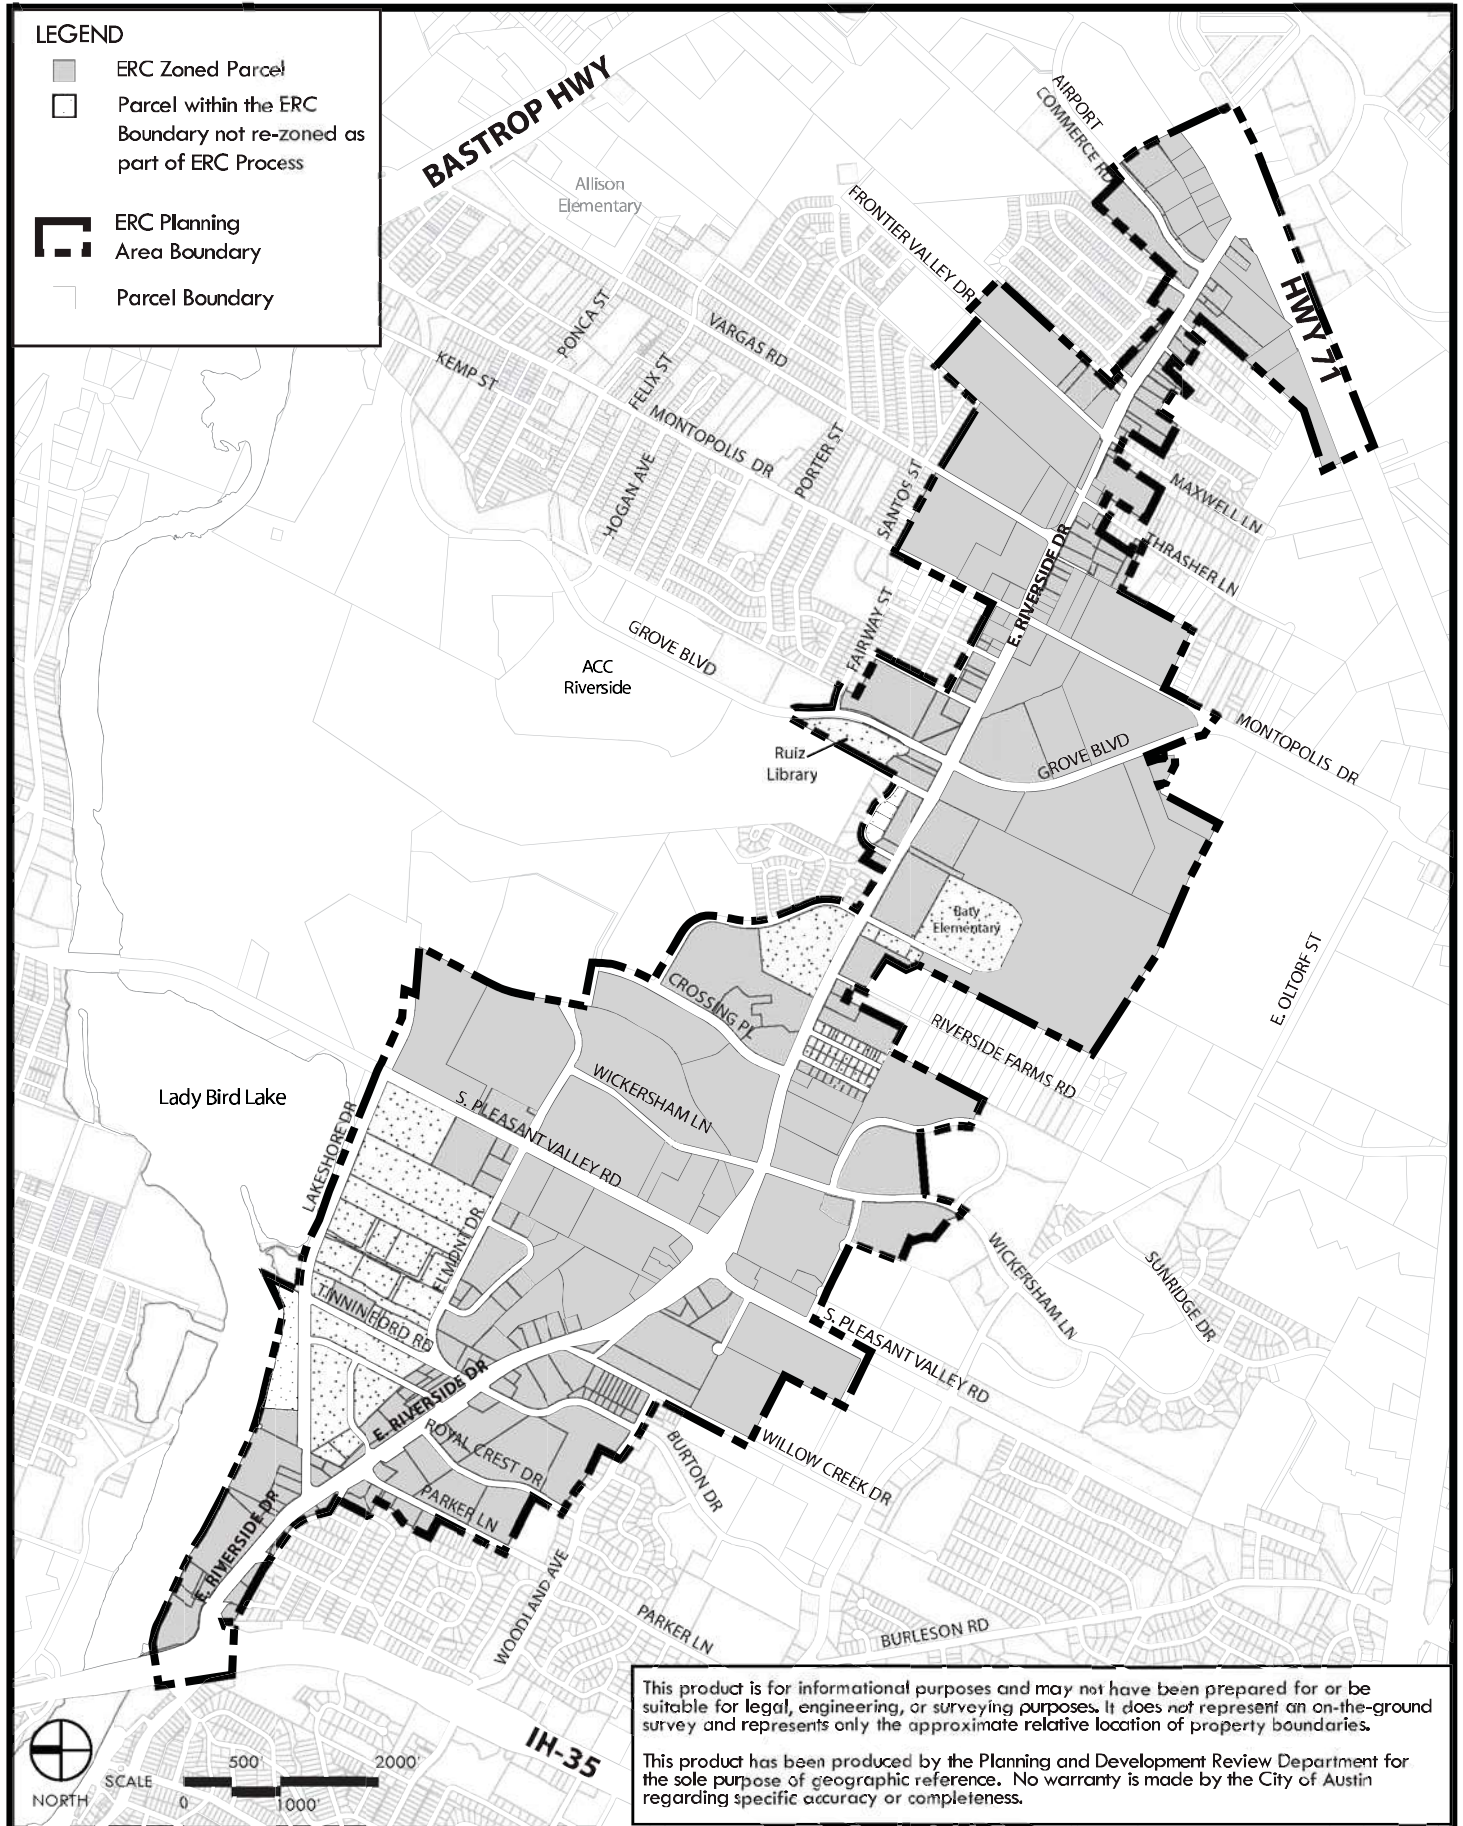 LEGEND
ERC Zoned Parcel
Parcel within the ERC
Boundary not re-zoned as
part of ERC Process
ERC Planning
Area Boundary
Parcel Boundary
BASTROP HWY
Allison
Elementary
AIRPORT
COMMERCE RD
FRONTIER VALLEY DR
HWY 71
PONCA ST
VARGAS RD
KEMP ST
FELIX ST
MONTOPOLIS DR
PORTER ST
HOGAN AVE
SANTOS ST
MAXWELL LN
THRASHER LN
E. RIVERSIDE DR
FAIRWAY ST
GROVE BLVD
ACC
Riverside
Ruiz
Library
GROVE BLVD
MONTOPOLIS DR
Baty
Elementary
E. OLTORF ST
CROSSING PL
RIVERSIDE FARMS RD
Lady Bird Lake
WICKERSHAM LN
S. PLEASANT VALLEY RD
LAKESHORE DR
ELMONT DR
WICKERSHAM LN
SUNRIDGE DR
TINNIN FORD RD
S. PLEASANT VALLEY RD
E. RIVERSIDE DR
ROYAL CREST DR
BURTON DR
WILLOW CREEK DR
PARKER LN
E. RIVERSIDE DR
WOODLAND AVE
PARKER LN
BURLESON RD
IH-35
NORTH
SCALE
500'
2000'
0
1000'
This product is for informational purposes and may not have been prepared for or be
suitable for legal, engineering, or surveying purposes. It does not represent an on-the-ground
survey and represents only the approximate relative location of property boundaries.
This product has been produced by the Planning and Development Review Department for
the sole purpose of geographic reference. No warranty is made by the City of Austin
regarding specific accuracy or completeness.